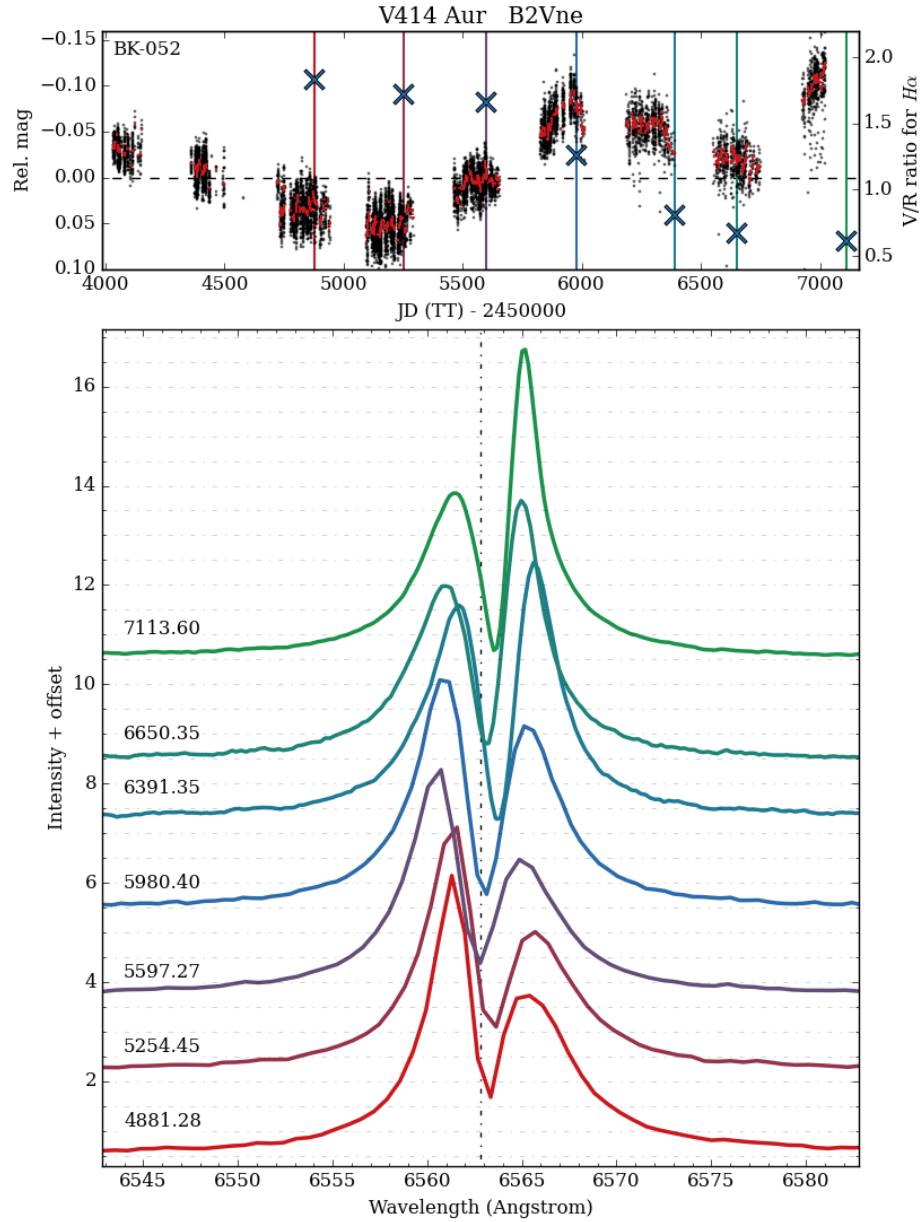 V414 Aur B2Vne
BK-052
−0.15
−0.10
−0.05
0.00
0.05
0.10
Rel. mag
2.0
1.5
1.0
0.5
V/R ratio for Hα
4000 4500 5000 5500 6000 6500 7000
JD (TT) - 2450000
16
14
12
10
8
6
4
2
Intensity + offset
7113.60
6650.35
6391.35
5980.40
5597.27
5254.45
4881.28
6545 6550 6555 6560 6565 6570 6575 6580
Wavelength (Angstrom)